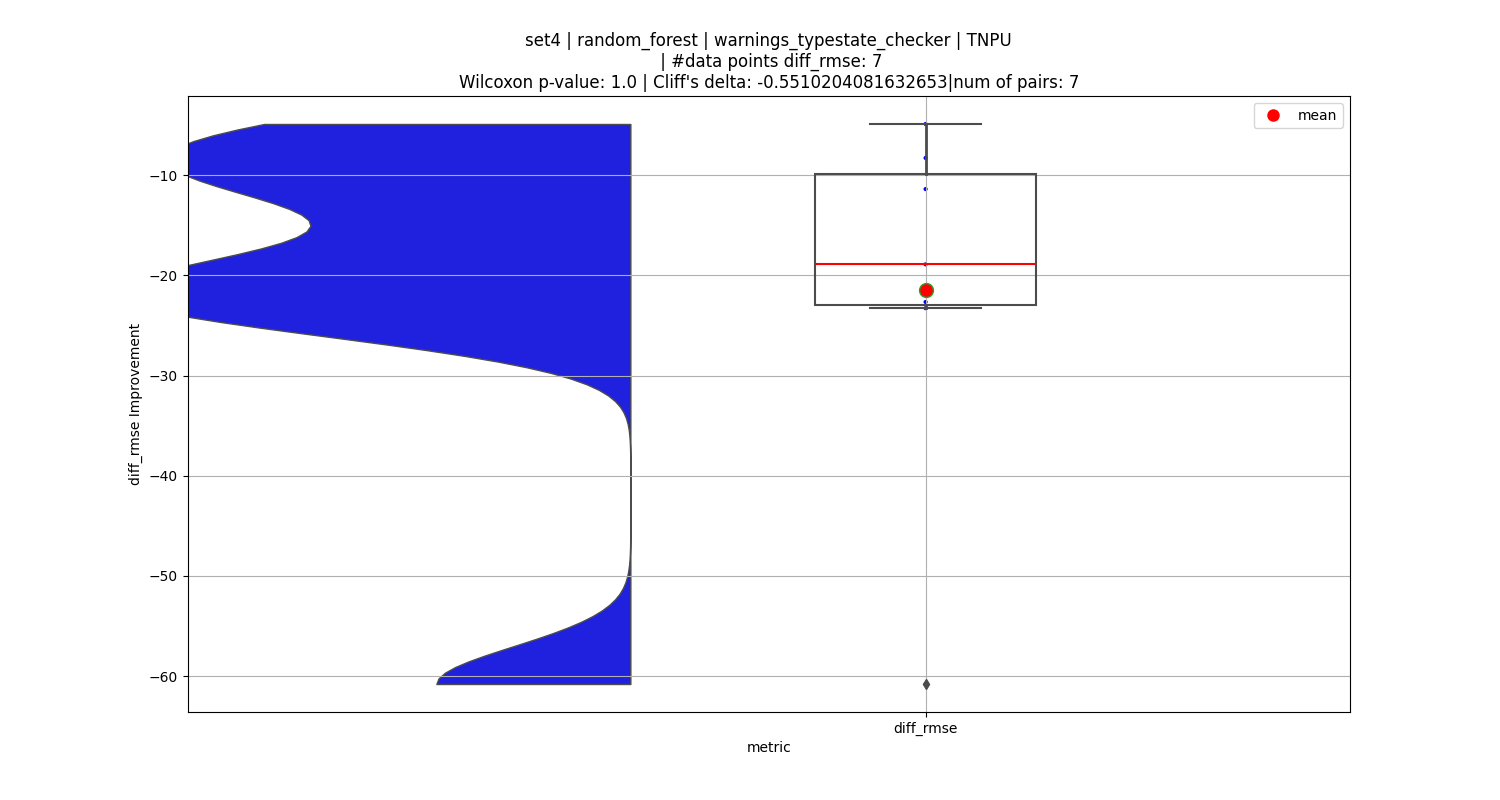 set4 | random_forest | warnings_typestate_checker | TNPU
| #data points diff_rmse: 7
Wilcoxon p-value: 1.0 | Cliff's delta: -0.5510204081632653|num of pairs: 7
mean
−10
−20
−30
−40
−50
−60
diff_rmse Improvement
diff_rmse
metric